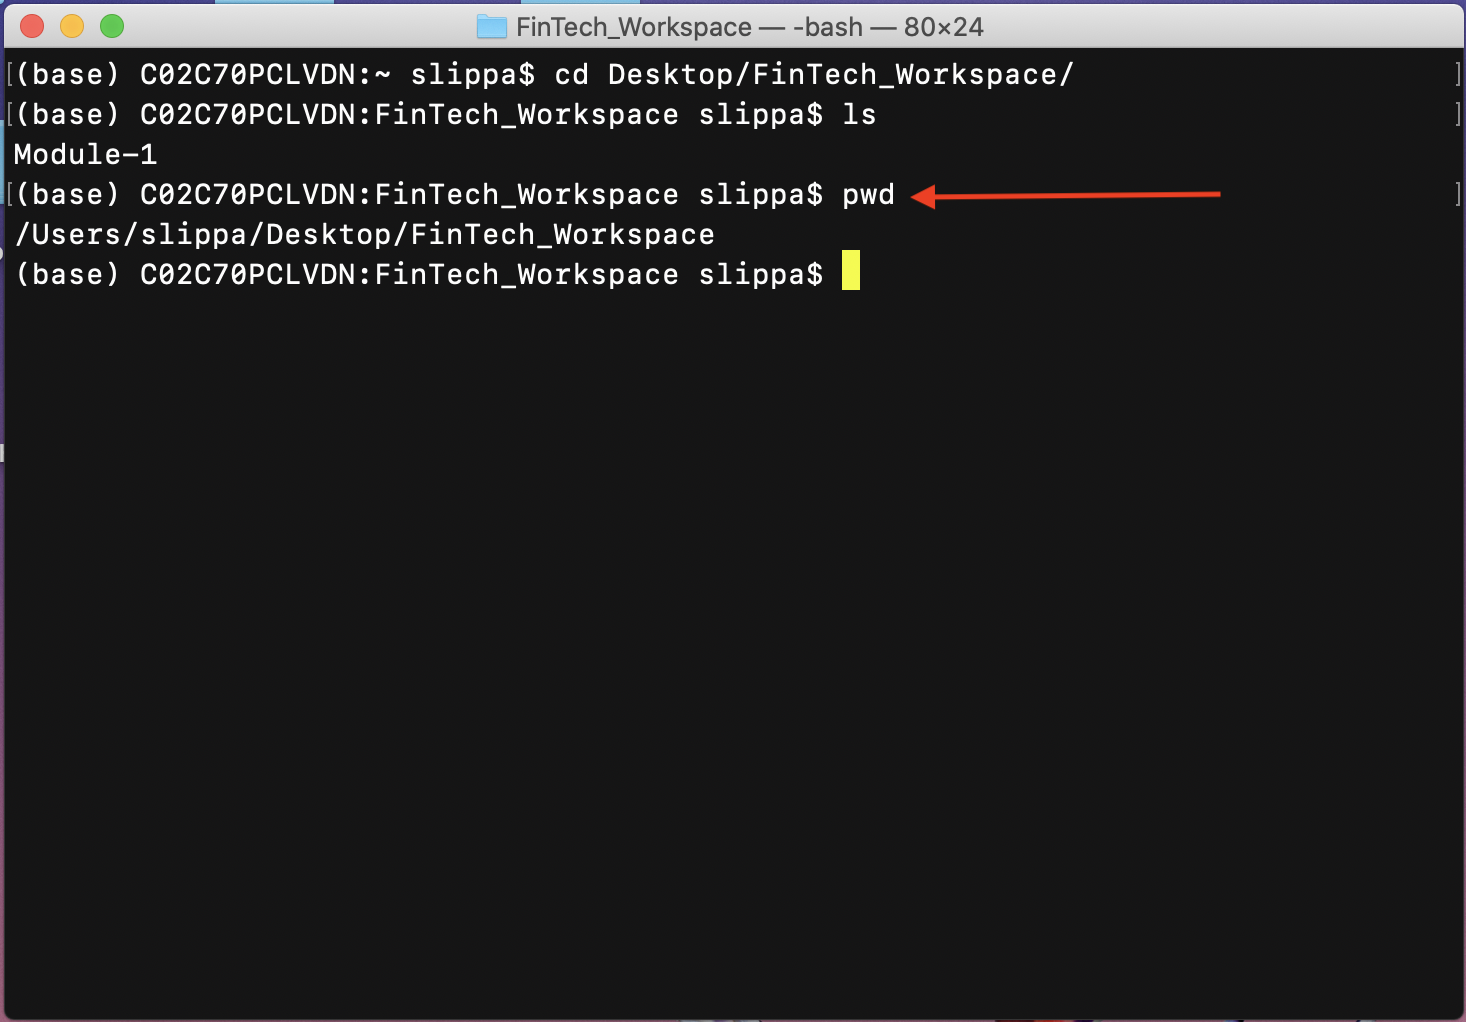 FinTech_Workspace — -bash — 80×24
(base) C02C70PCLVDN:~ slippa$ cd Desktop/FinTech_Workspace/
(base) C02C70PCLVDN:FinTech_Workspace slippa$ ls
Module-1
(base) C02C70PCLVDN:FinTech_Workspace slippa$ pwd
/Users/slippa/Desktop/FinTech_Workspace
(base) C02C70PCLVDN:FinTech_Workspace slippa$